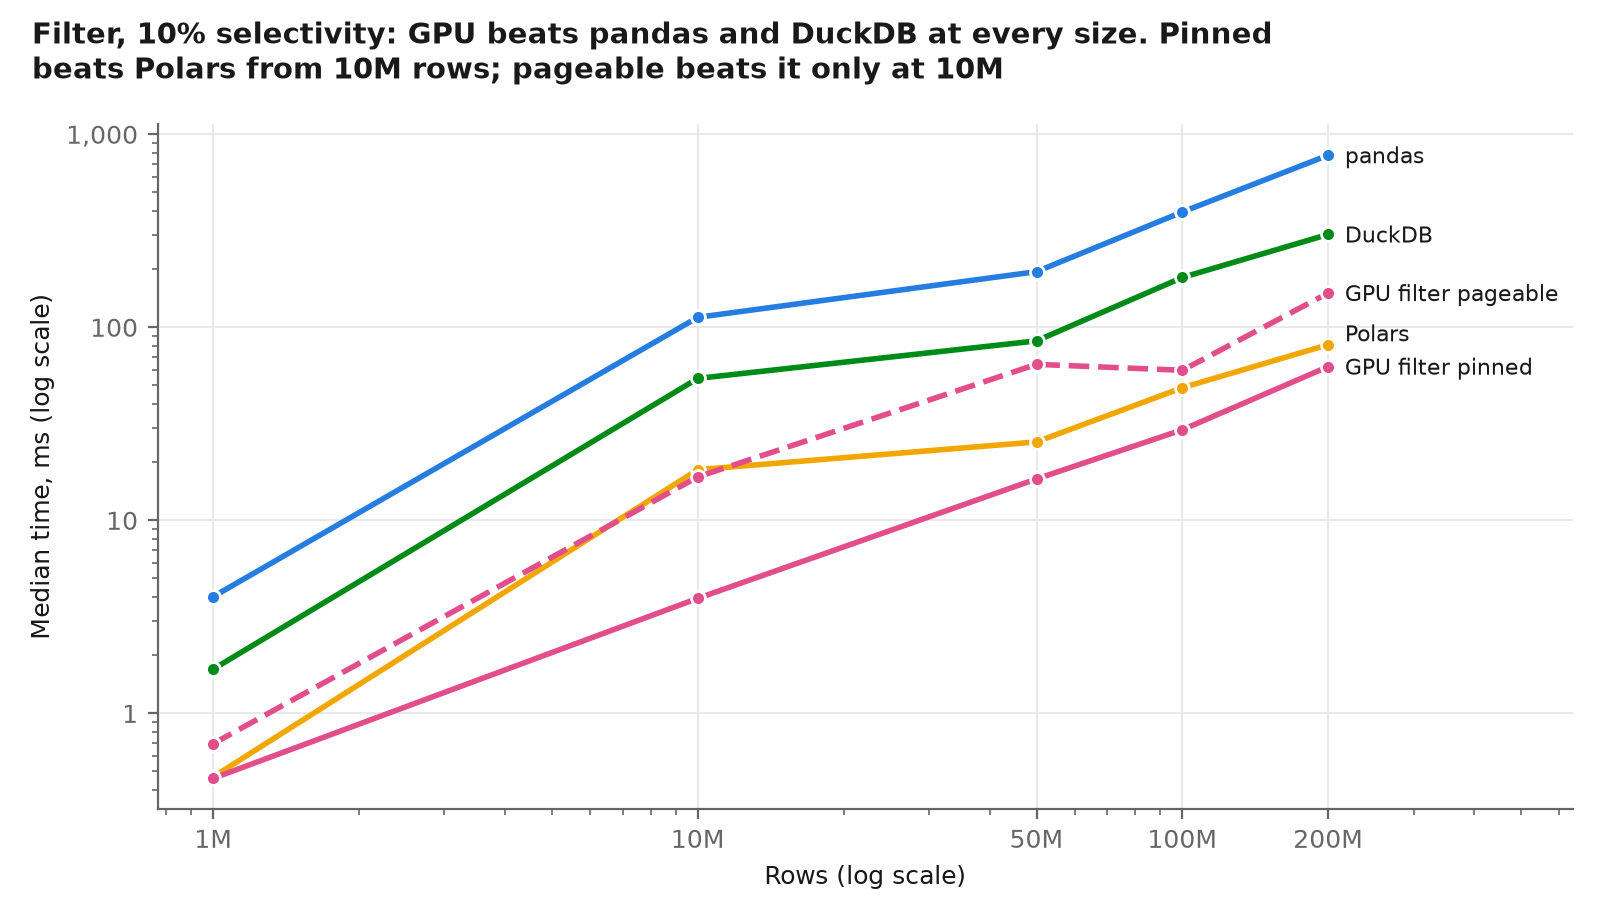 Filter, 10% selectivity: GPU beats pandas and DuckDB at every size. Pinned
beats Polars from 10M rows; pageable beats it only at 10M
1,000
100
10
1
Median time, ms (log scale)
pandas
DuckDB
GPU filter pageable
Polars
GPU filter pinned
1M
10M
50M
100M
200M
Rows (log scale)